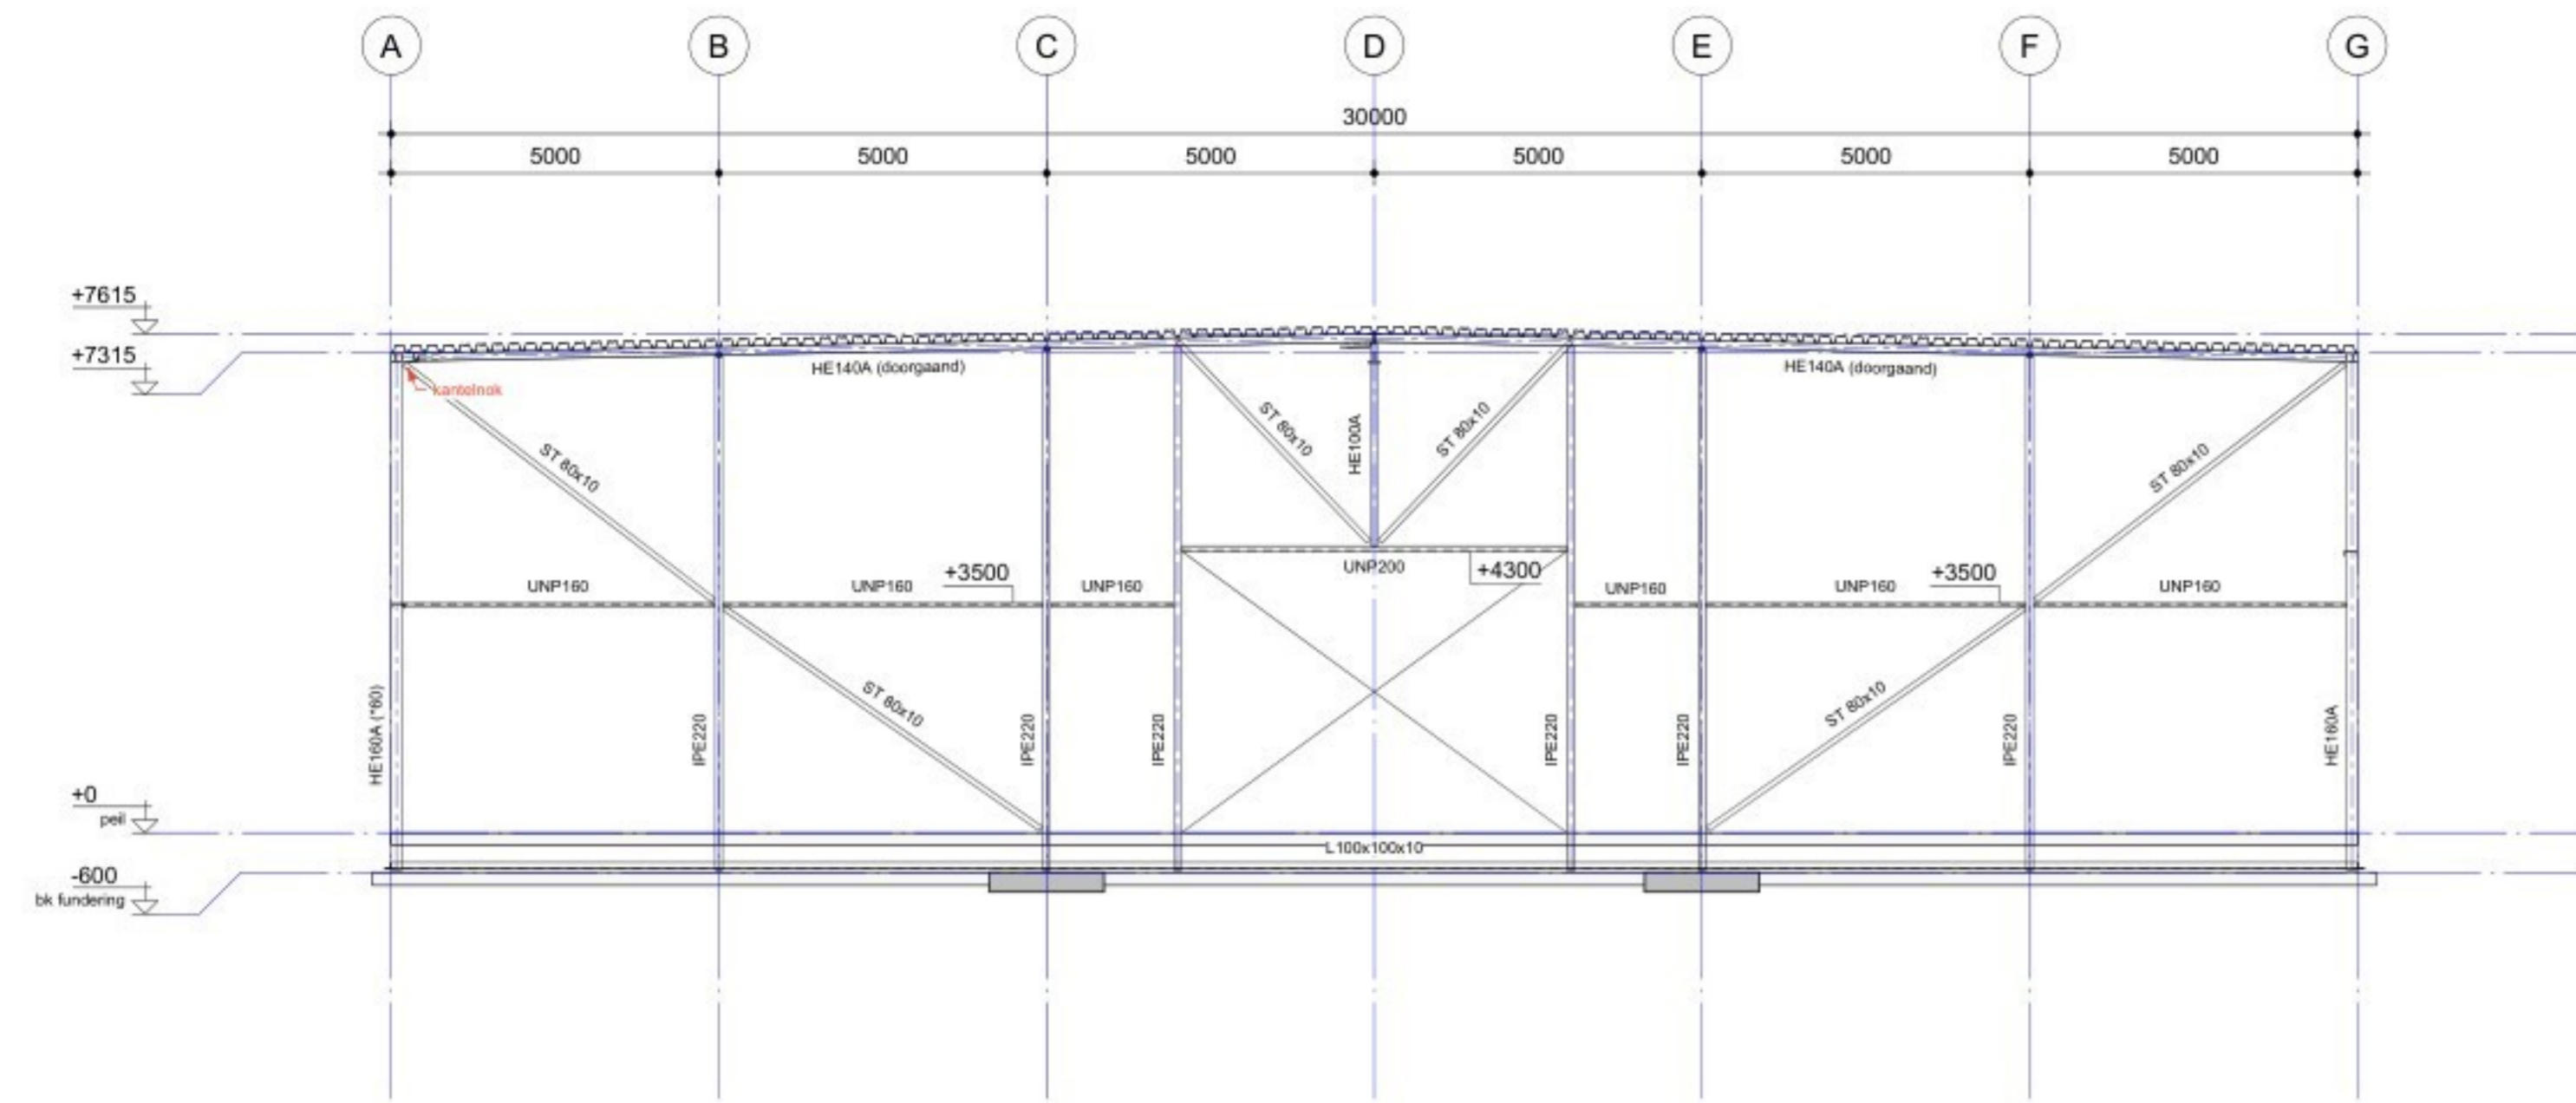 A B C D E F G
30000
5000 5000 5000 5000 5000 5000
+7615
+7315
HE140A (doorgaand) HE140A (doorgaand)
kantelnok
ST 80x10 ST 80x10 HE100A ST 80x10 ST 80x10
UNP200 +4300
+3500 +3500
UNP160 UNP160 UNP160 UNP160 UNP160 UNP160
ST 80x10 ST 80x10
HE160A (*60) IPE220 IPE220 IPE220 IPE220 IPE220 IPE220 HE160A
+0
peil
L100x100x10
-600
bk fundering